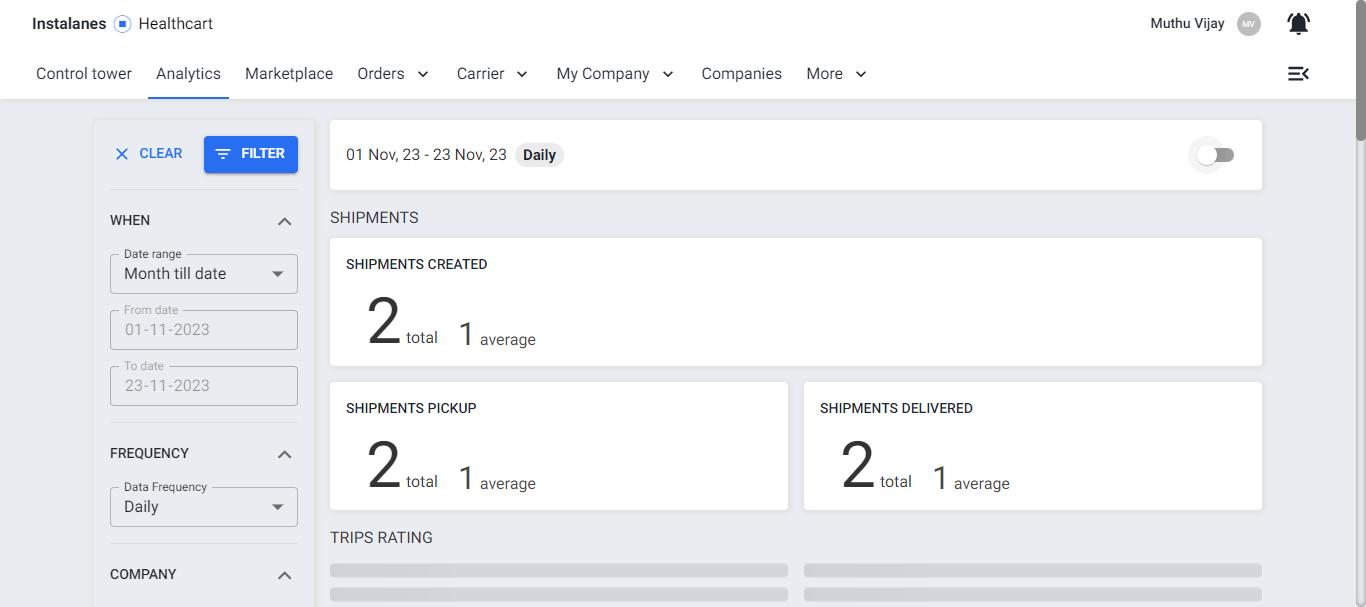 Instalanes Healthcart
Muthu Vijay MV
Control tower Analytics Marketplace Orders Carrier My Company Companies More
CLEAR FILTER
WHEN
Date range
Month till date
From date
01-11-2023
To date
23-11-2023
FREQUENCY
Data Frequency
Daily
COMPANY
01 Nov, 23 - 23 Nov, 23 Daily
SHIPMENTS
SHIPMENTS CREATED
2 total 1 average
SHIPMENTS PICKUP
2 total 1 average
SHIPMENTS DELIVERED
2 total 1 average
TRIPS RATING